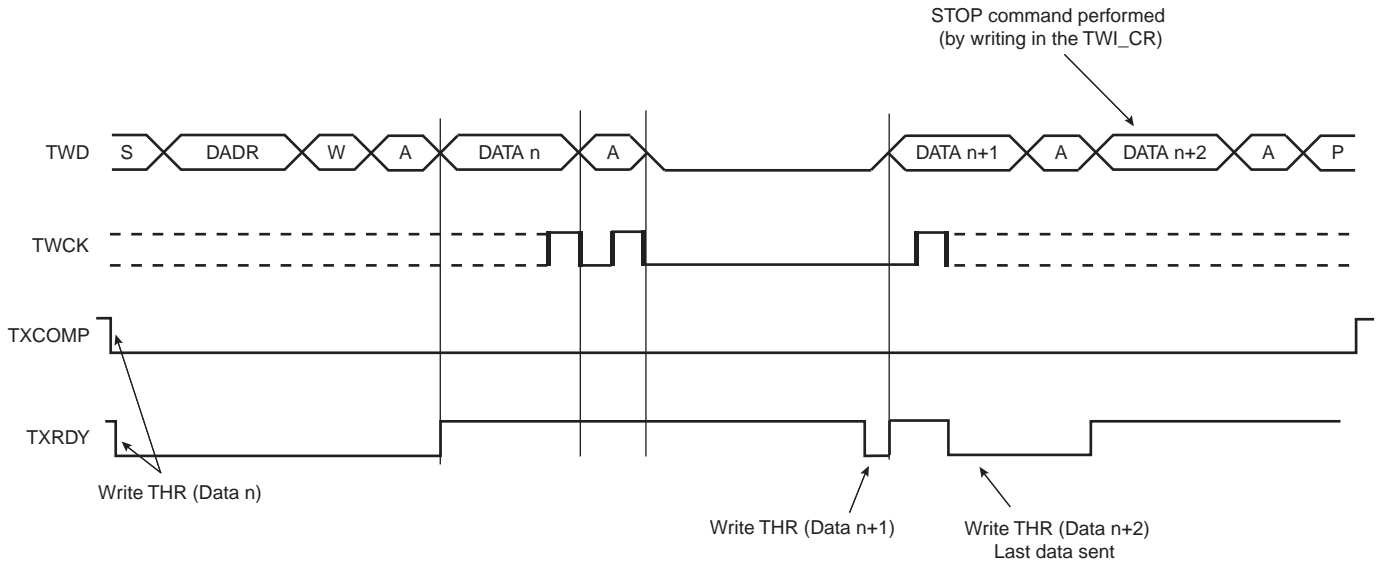 STOP command performed
(by writing in the TWI_CR)
TWD S DADR W A DATA n A DATA n+1 A DATA n+2 A P
TWCK
TXCOMP
TXRDY
Write THR (Data n)
Write THR (Data n+1)
Write THR (Data n+2)
Last data sent